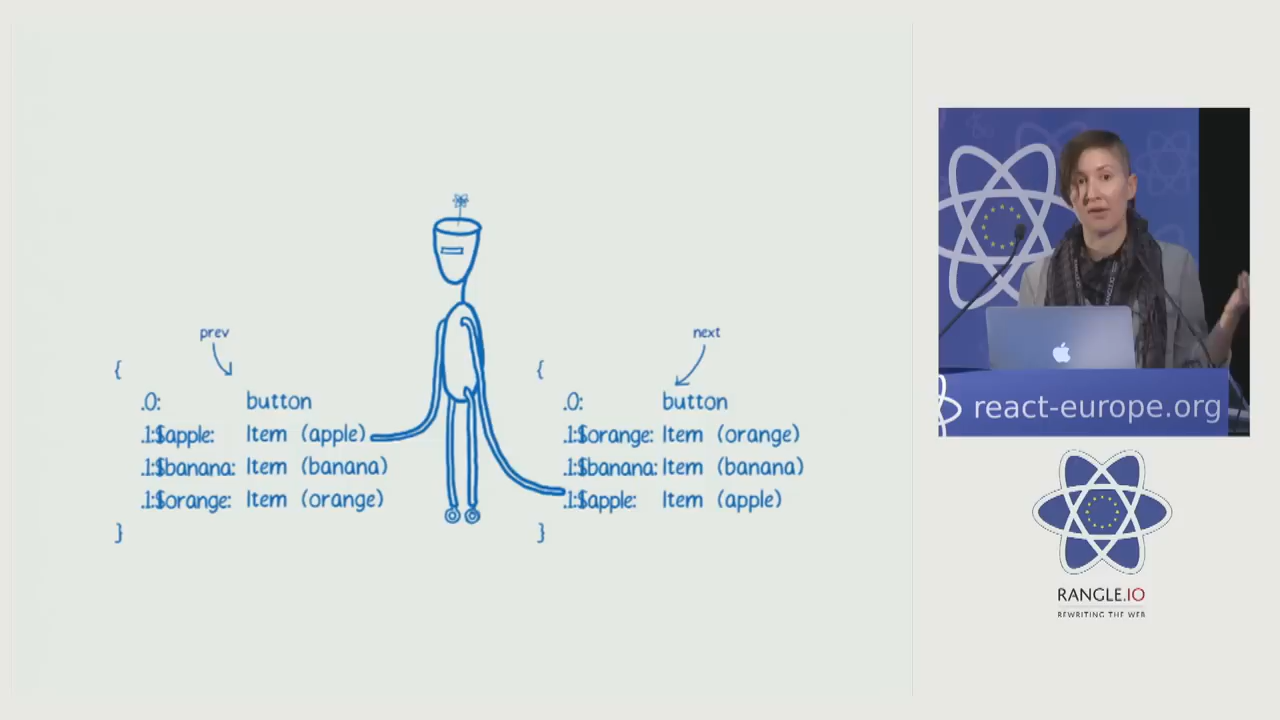 prev
{
.0: button
.1:$apple: Item (apple)
.1:$banana: Item (banana)
.1:$orange: Item (orange)
}
next
{
.0: button
.1:$orange: Item (orange)
.1:$banana: Item (banana)
.1:$apple: Item (apple)
}
react-europe.org
RANGLE.IO
REWRITING THE WEB